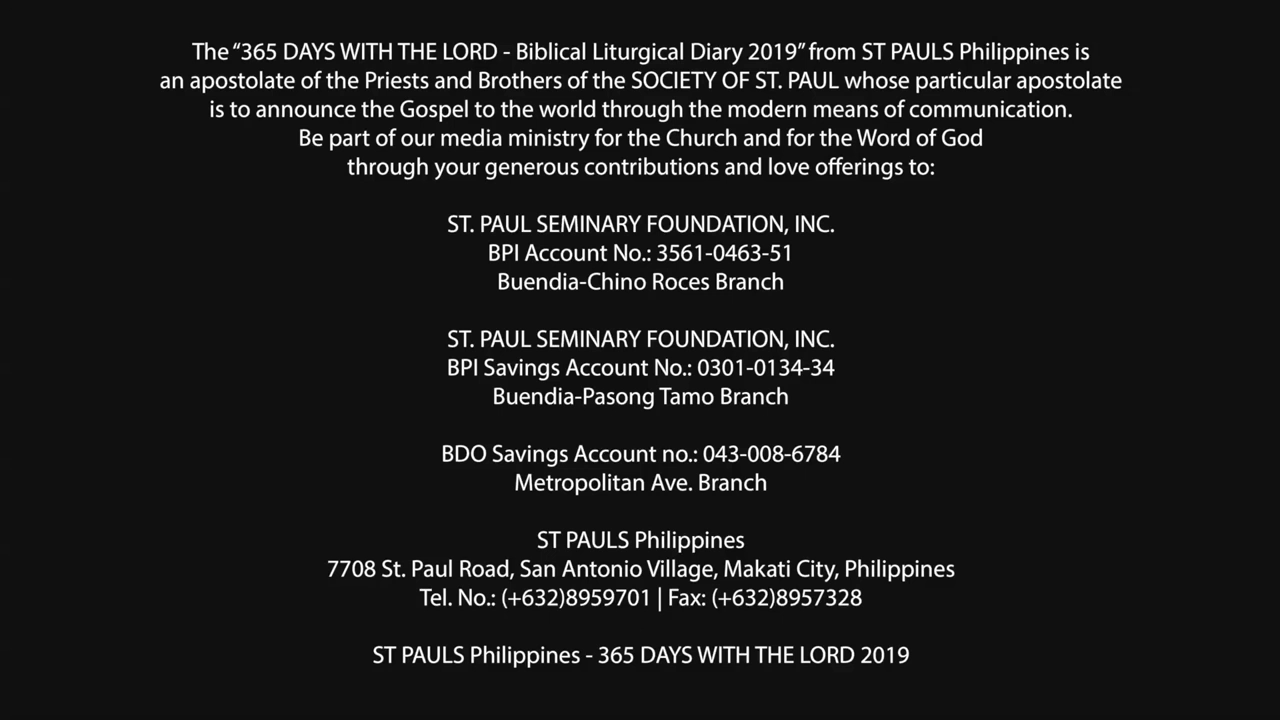 The “365 DAYS WITH THE LORD - Biblical Liturgical Diary 2019” from ST PAULS Philippines is
an apostolate of the Priests and Brothers of the SOCIETY OF ST. PAUL whose particular apostolate
is to announce the Gospel to the world through the modern means of communication.
Be part of our media ministry for the Church and for the Word of God
through your generous contributions and love offerings to:
ST. PAUL SEMINARY FOUNDATION, INC.
BPI Account No.: 3561-0463-51
Buendia-Chino Roces Branch
ST. PAUL SEMINARY FOUNDATION, INC.
BPI Savings Account No.: 0301-0134-34
Buendia-Pasong Tamo Branch
BDO Savings Account no.: 043-008-6784
Metropolitan Ave. Branch
ST PAULS Philippines
7708 St. Paul Road, San Antonio Village, Makati City, Philippines
Tel. No.: (+632)8959701 | Fax: (+632)8957328
ST PAULS Philippines - 365 DAYS WITH THE LORD 2019